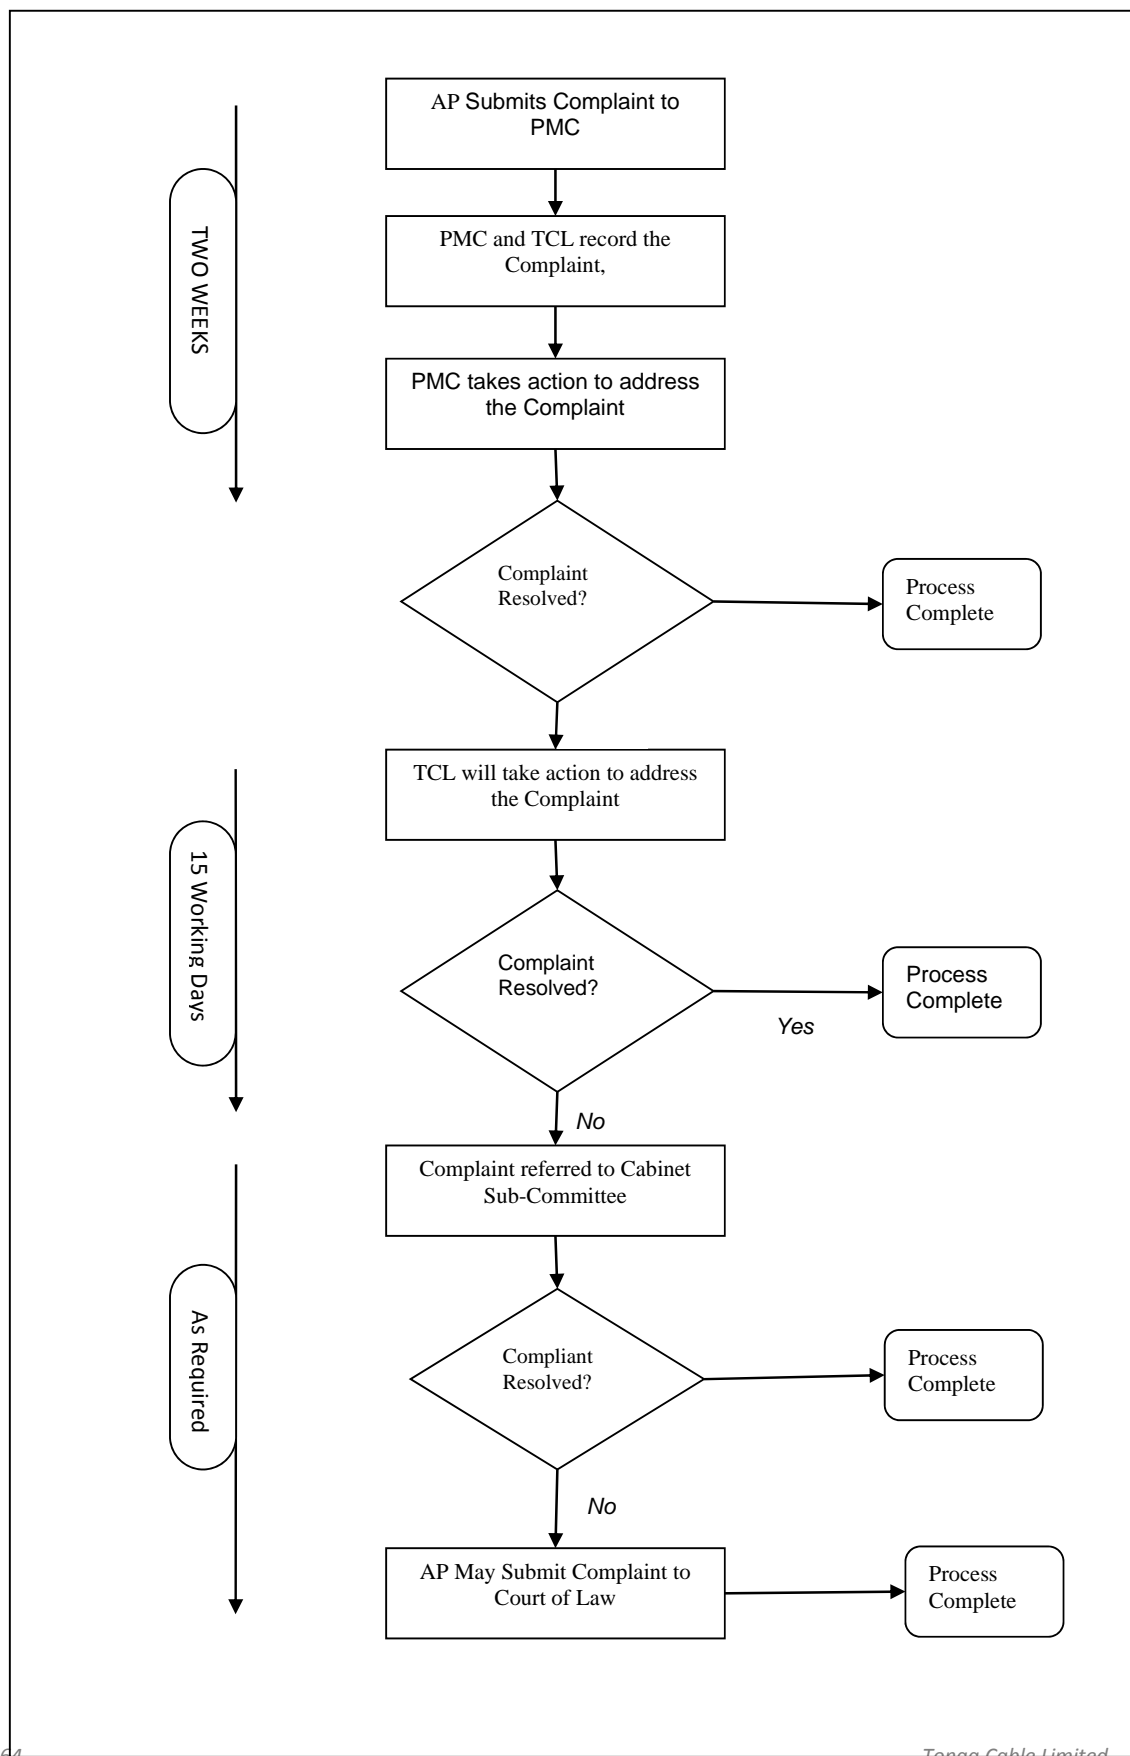 AP Submits Complaint to
PMC
TWO WEEKS
PMC and TCL record the
Complaint,
PMC takes action to address
the Complaint
Complaint
Resolved?
Process
Complete
TCL will take action to address
the Complaint
15 Working Days
Complaint
Resolved?
Process
Complete
Yes
No
Complaint referred to Cabinet
Sub-Committee
As Required
Compliant
Resolved?
Process
Complete
No
AP May Submit Complaint to
Court of Law
Process
Complete
64
Tonga Cable Limited